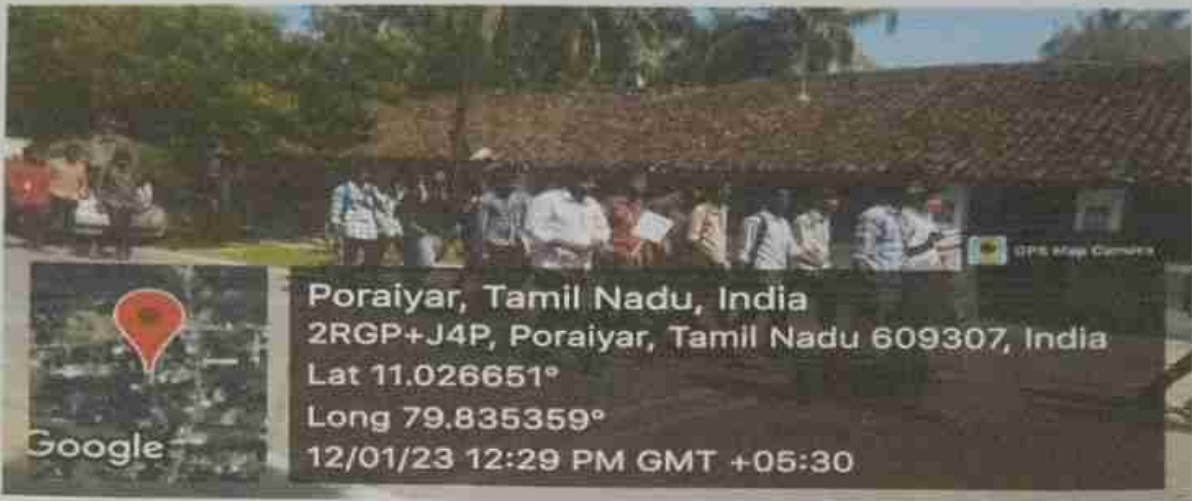 GPS Map Camera
Poraiyar, Tamil Nadu, India
2RGP+J4P, Poraiyar, Tamil Nadu 609307, India
Lat 11.026651°
Long 79.835359°
Google
12/01/23 12:29 PM GMT +05:30